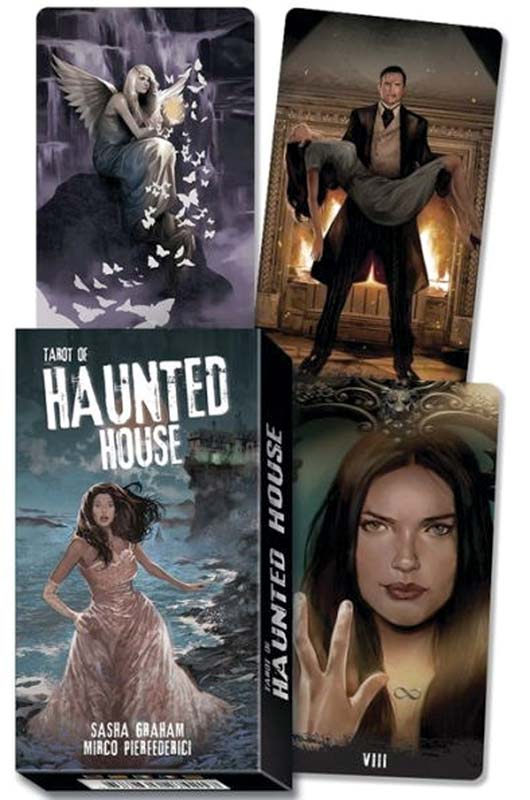 TAROT OF
HAUNTED
HOUSE
SASHA GRAHAM
MIRCO PIERFEDERICI
TAROT OF
HAUNTED HOUSE
VIII